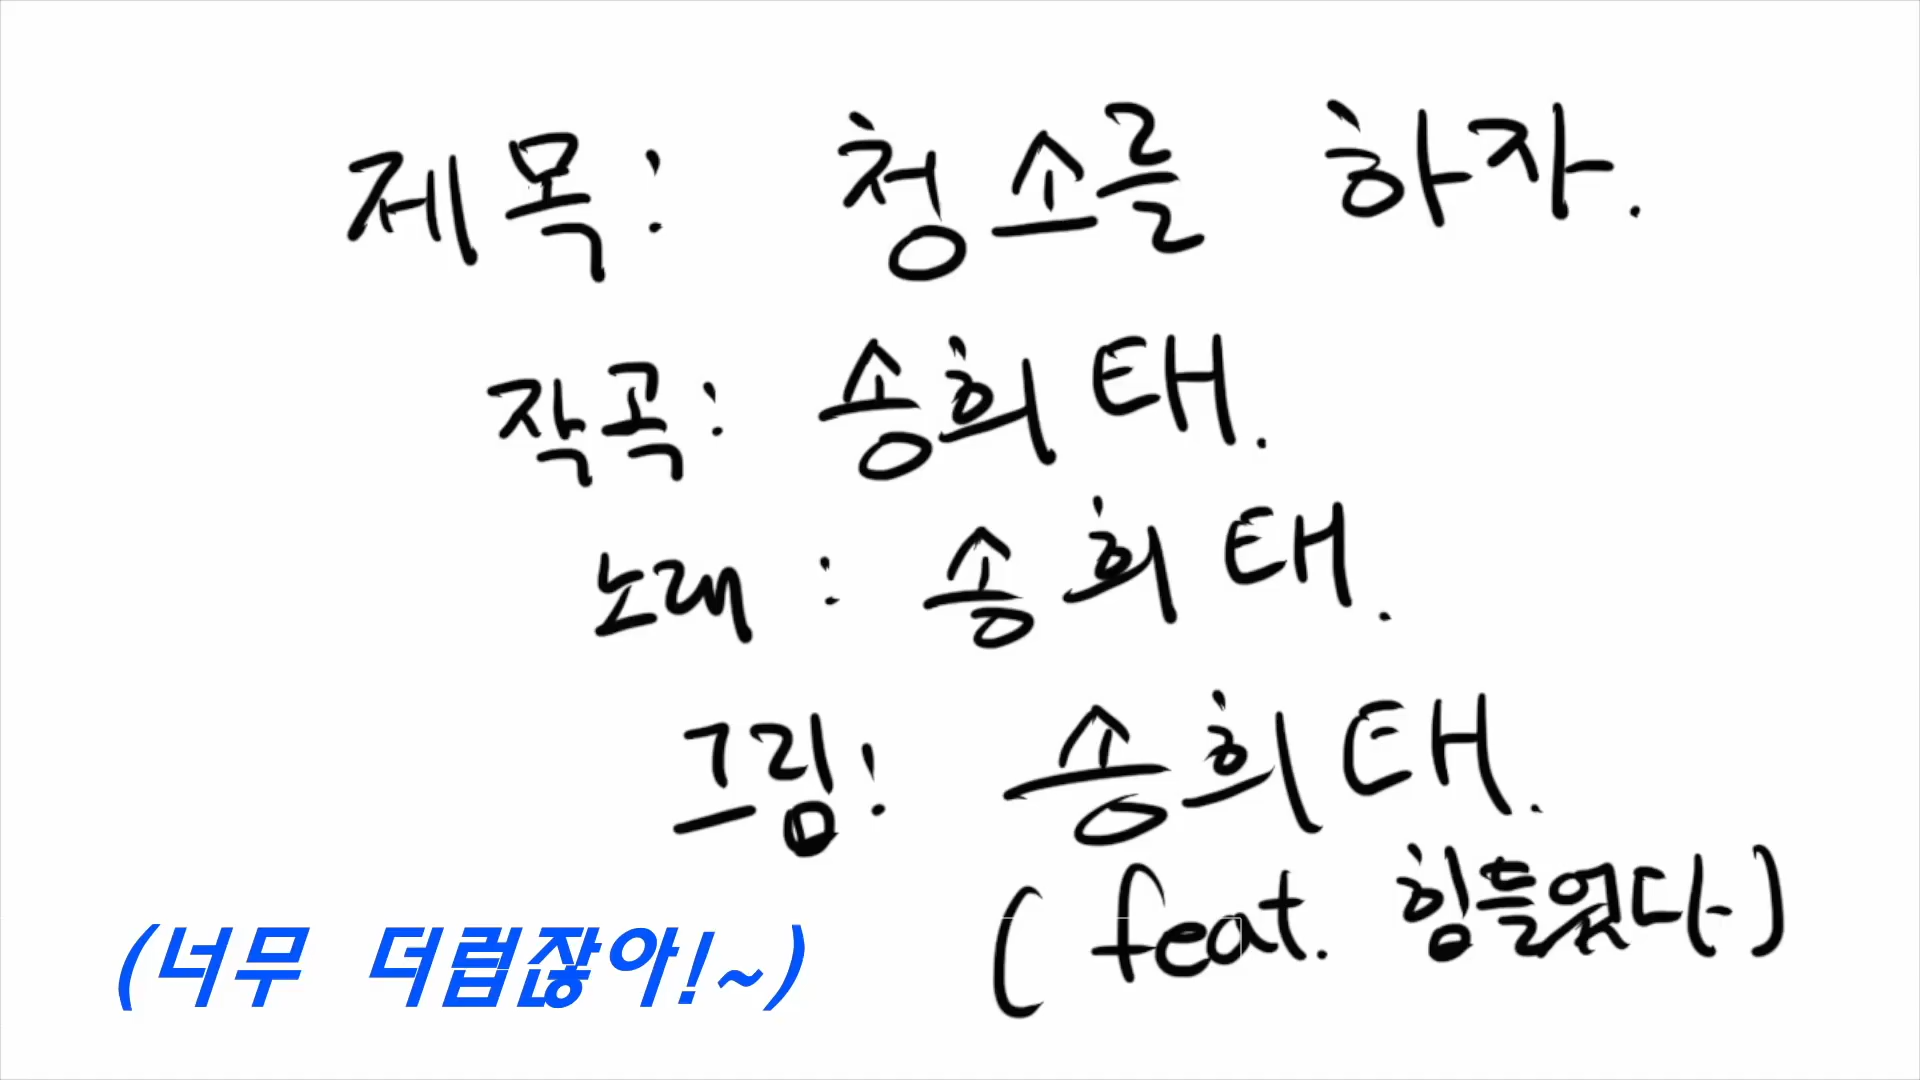 제목: 청소를 하자.
작곡: 송희태.
노래 : 송희태.
그림: 송희태.
(feat. 힘들었다.)
(너무 더럽잖아!~)